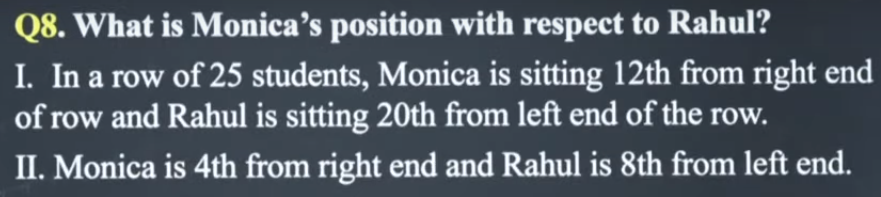 Q8. What is Monica's position with respect to Rahul?
I. In a row of 25 students, Monica is sitting 12th from right end
of row and Rahul is sitting 20th from left end of the row.
II. Monica is 4th from right end and Rahul is 8th from left end.